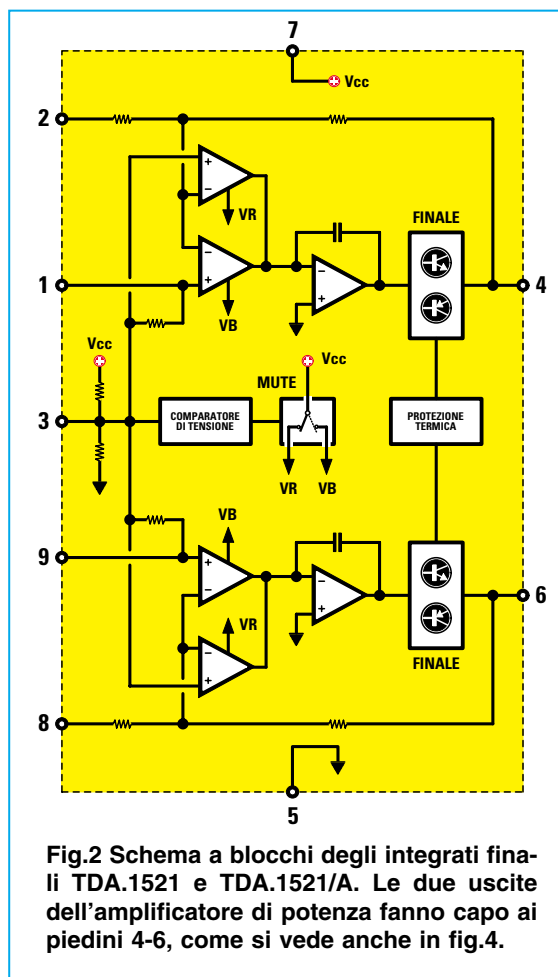 7
Vcc
2
+
−
VR
FINALE
−
+
−
+
1
4
VB
Vcc
Vcc
MUTE
3
COMPARATORE
DI TENSIONE
PROTEZIONE
TERMICA
VR VB
VB
9
+
−
−
+
6
VR
−
+
FINALE
8
5
Fig.2 Schema a blocchi degli integrati fina-
li TDA.1521 e TDA.1521/A. Le due uscite
dell'amplificatore di potenza fanno capo ai
piedini 4-6, come si vede anche in fig.4.